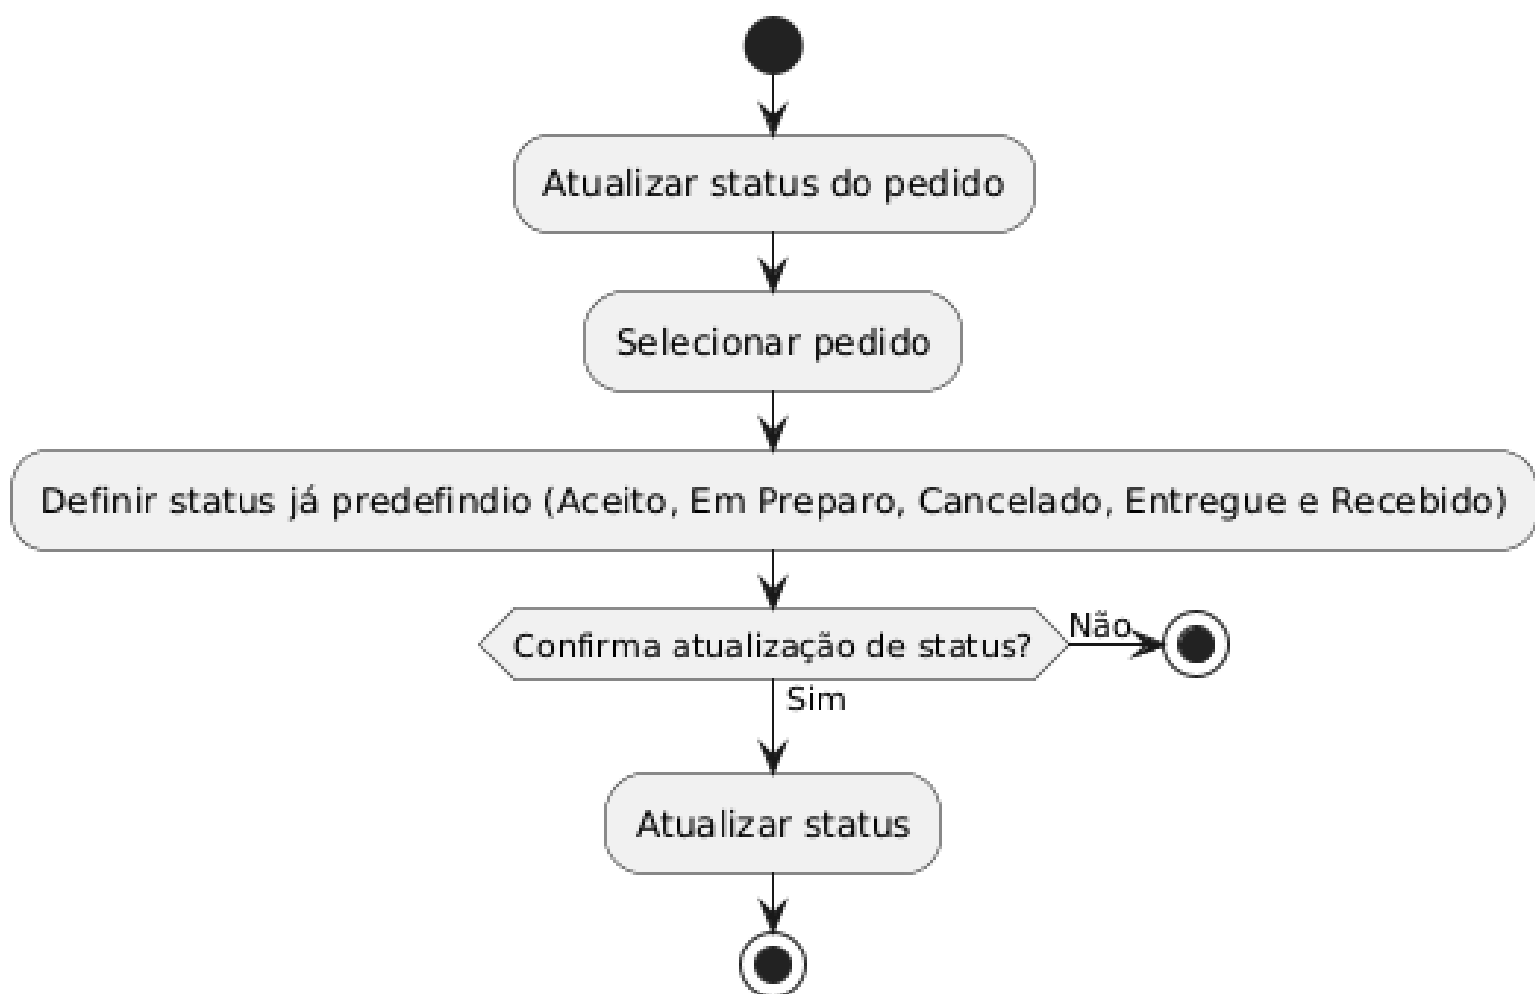 Atualizar status do pedido
Selecionar pedido
Definir status já predefindio (Aceito, Em Preparo, Cancelado, Entregue e Recebido)
Confirma atualização de status?
Não
Sim
Atualizar status